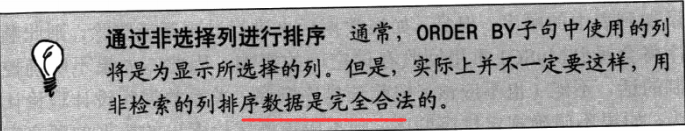 通过非选择列进行排序　通常，ORDER BY子句中使用的列
将是为显示所选择的列。但是，实际上并不一定要这样，用
非检索的列排序数据是完全合法的。